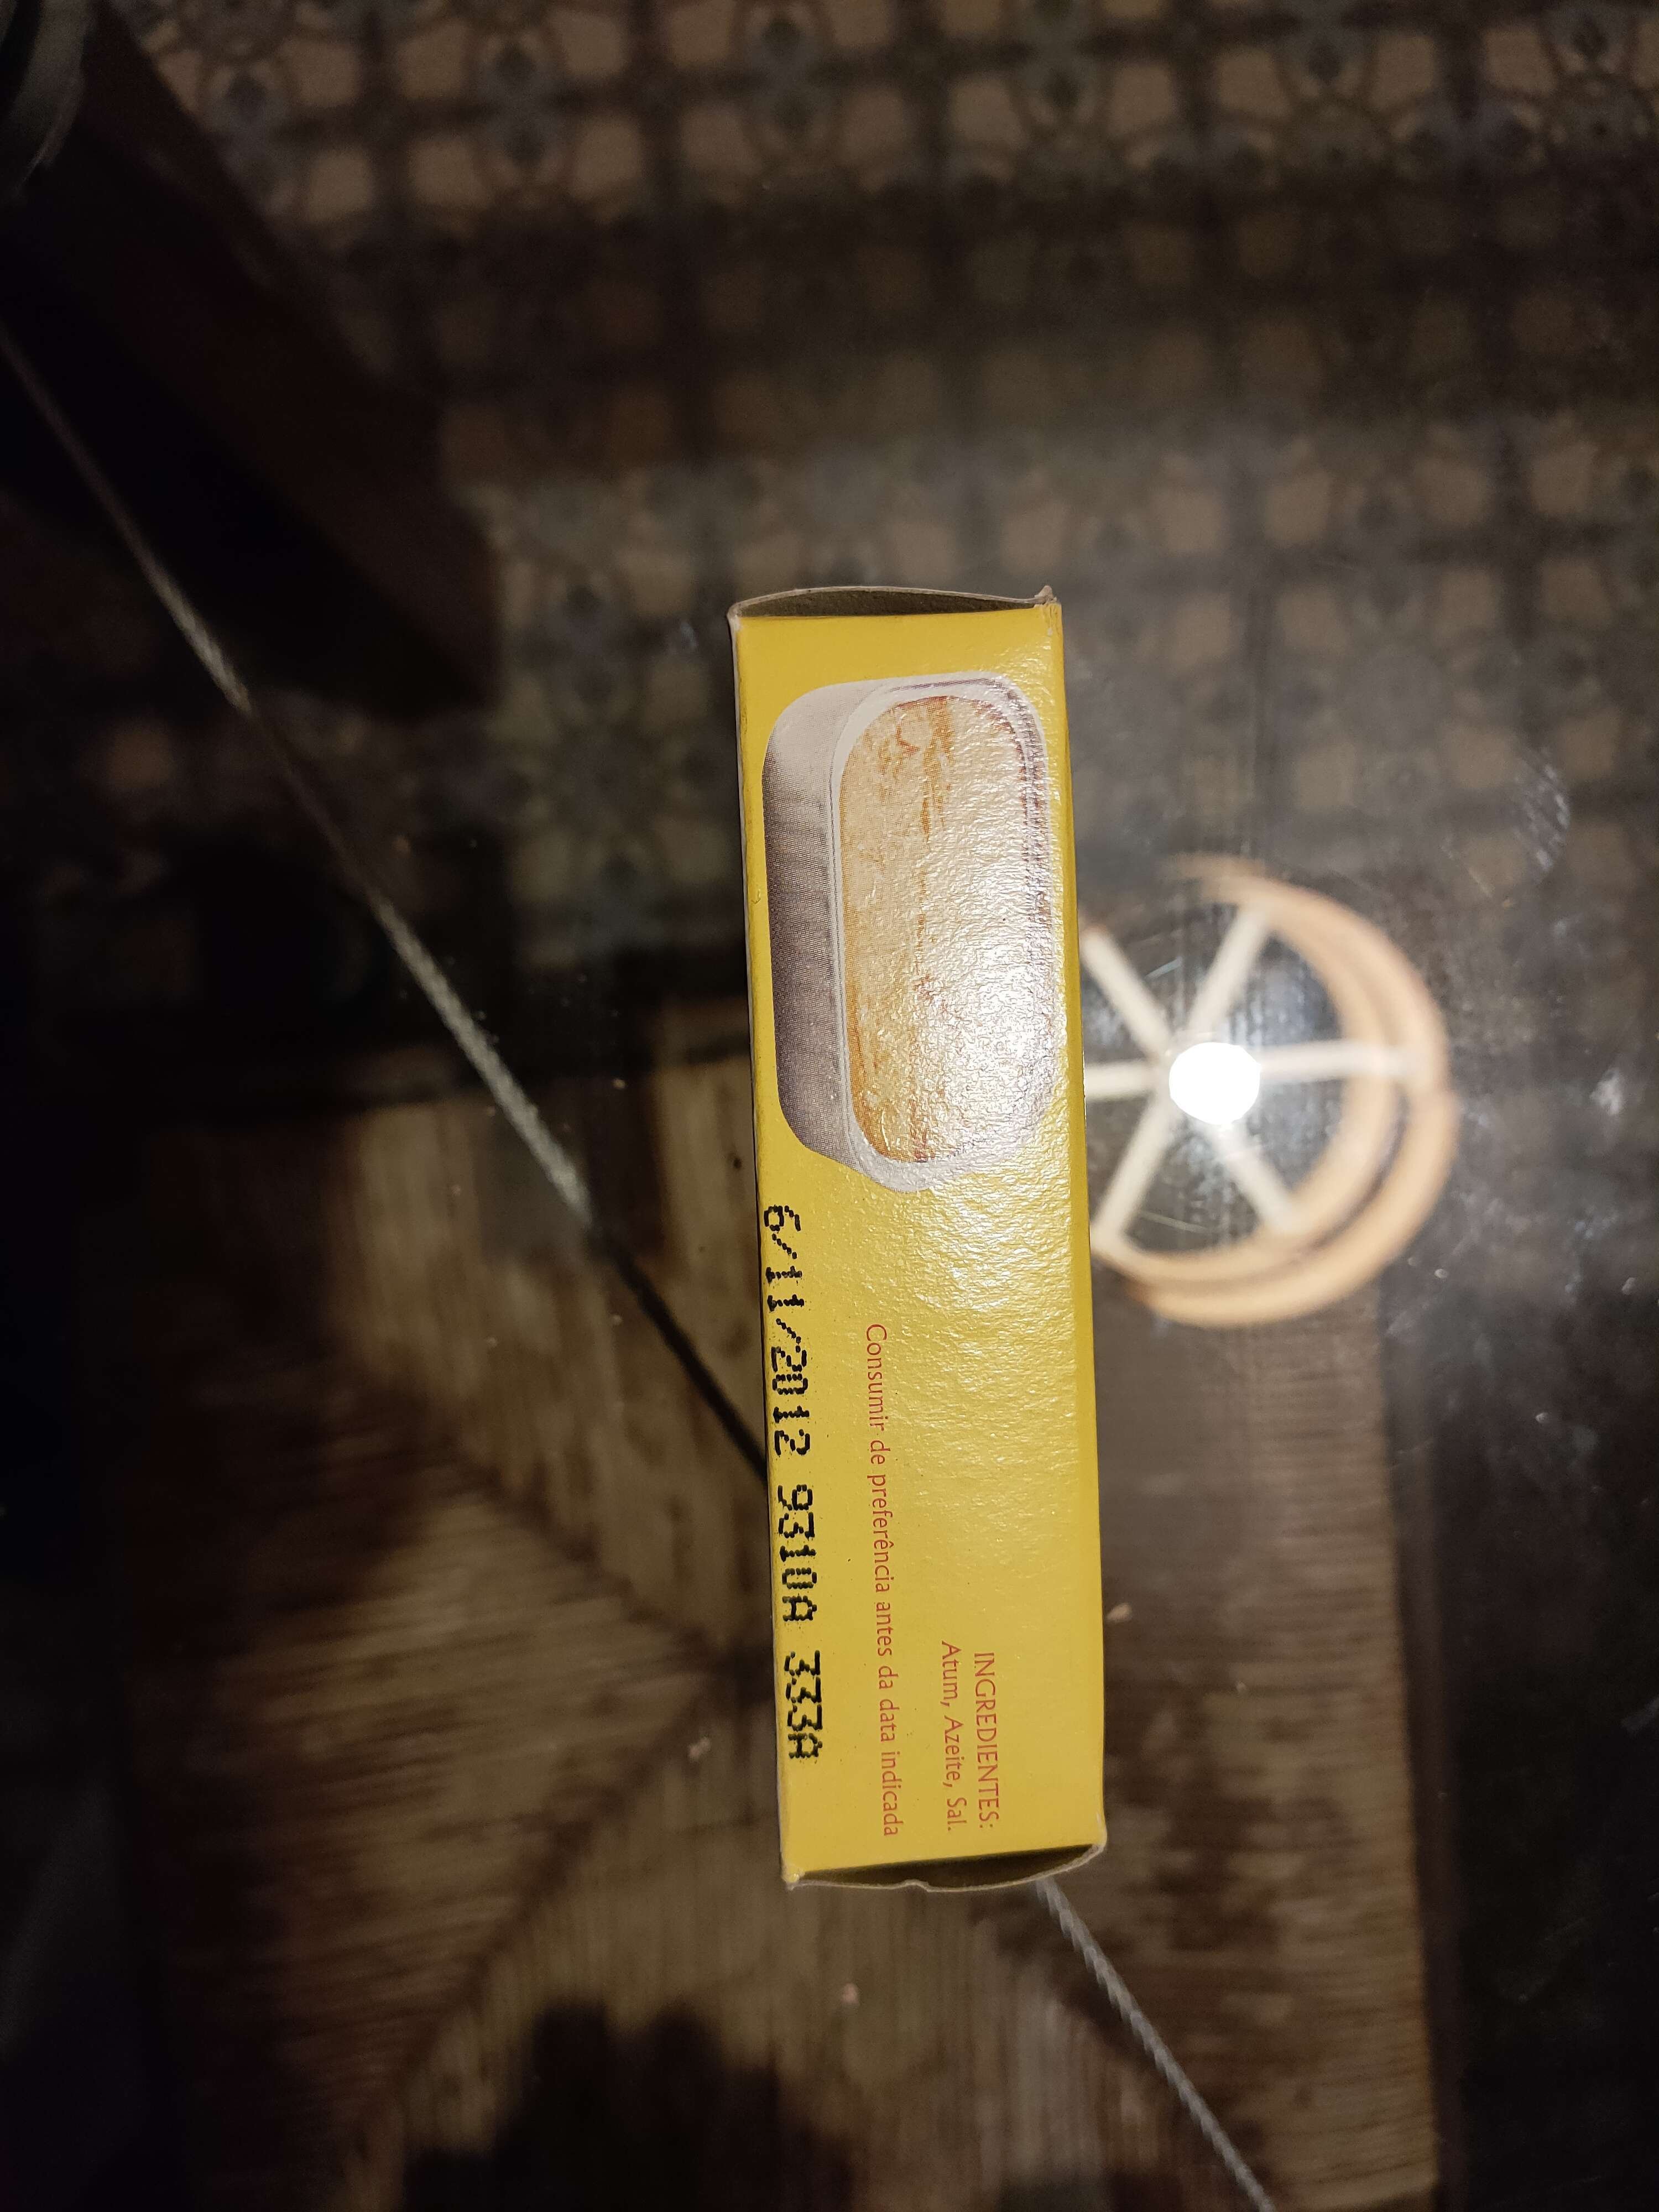 INGREDIENTES:
Atum, Azeite, Sal.
Consumir de preferência antes da data indicada
6/11/2012 9310A 333A